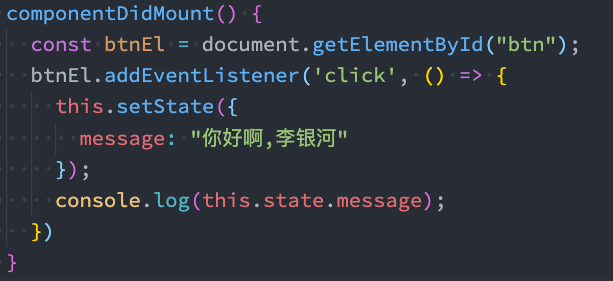 componentDidMount() {
const btnEl = document.getElementById("btn");
btnEl.addEventListener('click', () => {
this.setState({
message: "你好啊,李银河"
});
console.log(this.state.message);
})
}